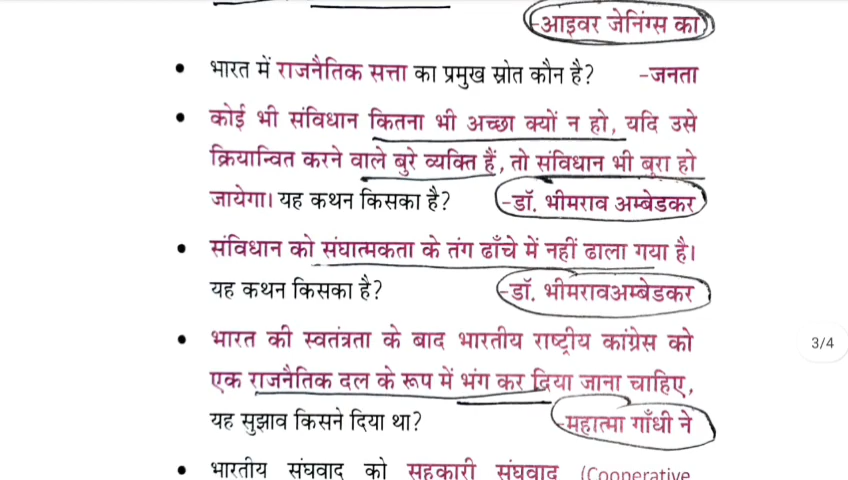 -आइवर जेनिंग्स का
• भारत में राजनैतिक सत्ता का प्रमुख स्रोत कौन है? -जनता
• कोई भी संविधान कितना भी अच्छा क्यों न हो, यदि उसे
क्रियान्वित करने वाले बुरे व्यक्ति हैं, तो संविधान भी बुरा हो
जायेगा। यह कथन किसका है? -डॉ. भीमराव अम्बेडकर
• संविधान को संघात्मकता के तंग ढाँचे में नहीं ढाला गया है।
यह कथन किसका है? -डॉ. भीमरावअम्बेडकर
• भारत की स्वतंत्रता के बाद भारतीय राष्ट्रीय कांग्रेस को
3/4
एक राजनैतिक दल के रूप में भंग कर दिया जाना चाहिए,
यह सुझाव किसने दिया था? -महात्मा गाँधी ने
• भारतीय संघवाद को सहकारी संघवाद (Cooperative